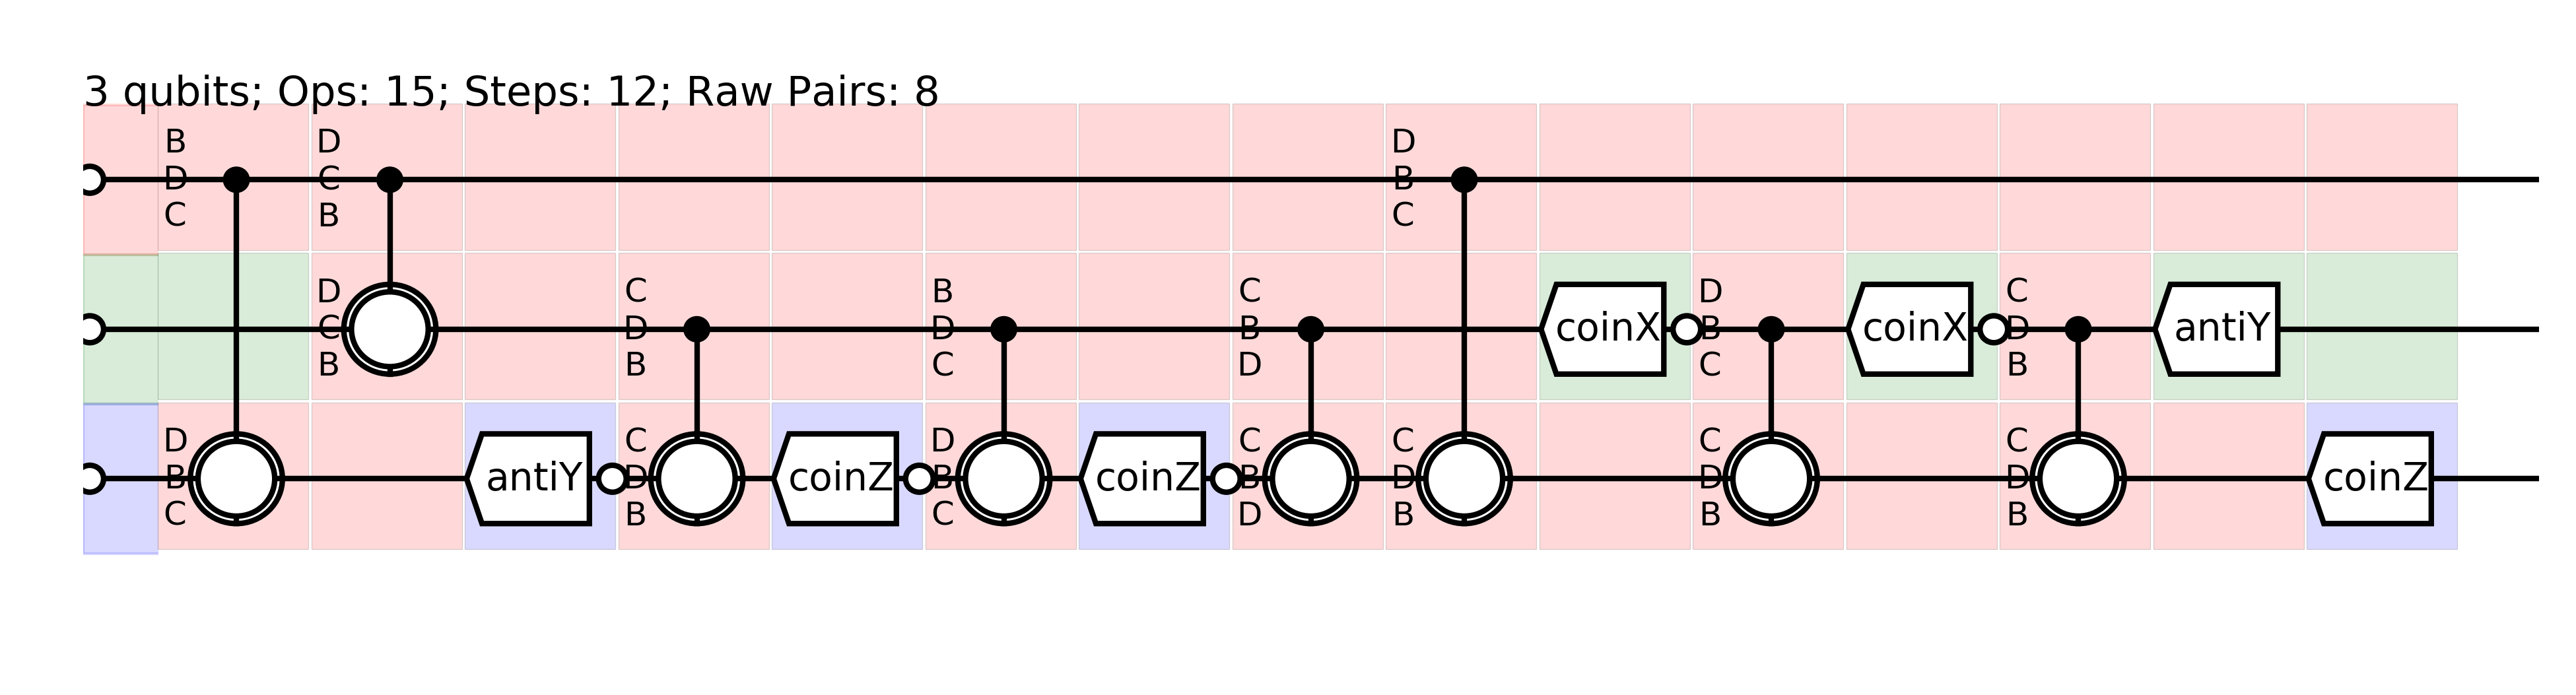 3 qubits; Ops: 15; Steps: 12; Raw Pairs: 8
B D D
D C B
C B C
D C B C coinX D coinX C antiY
C D D B B D
B B C D C B
D antiY C coinZ D coinZ C C C C coinZ
B D B B D D D
C B C D B B B